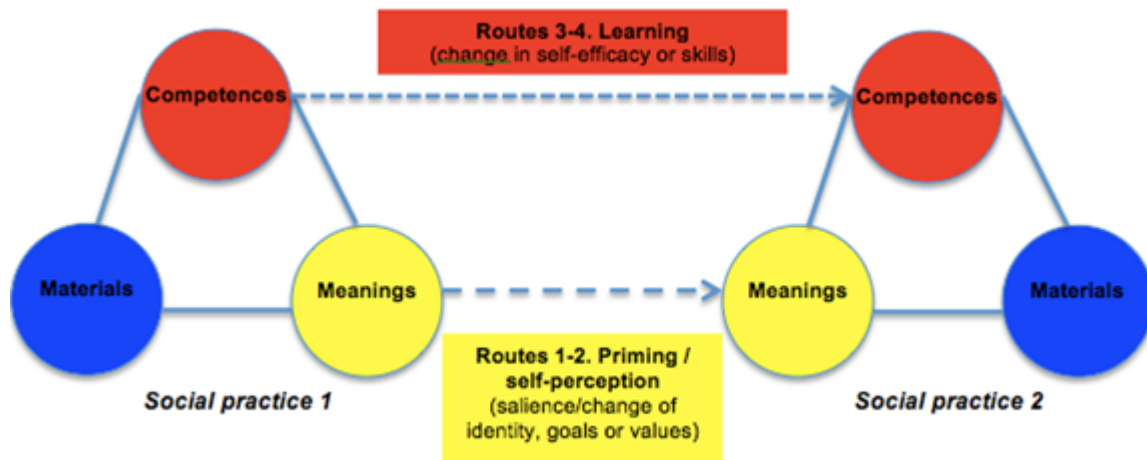 Routes 3-4. Learning
(change in self-efficacy or skills)
Competences
Competences
Materials
Meanings
Meanings
Materials
Routes 1-2. Priming /
self-perception
(salience/change of
identity, goals or values)
Social practice 1
Social practice 2